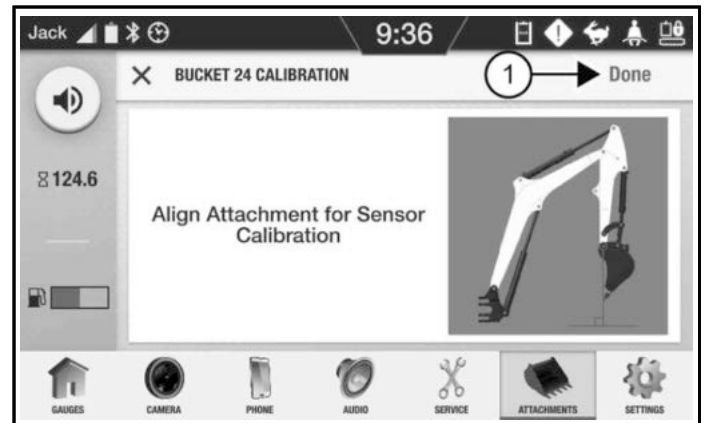 Jack 9:36
BUCKET 24 CALIBRATION
1
Done
124.6
Align Attachment for Sensor
Calibration
GAUGES CAMERA PHONE AUDIO SERVICE ATTACHMENTS SETTINGS